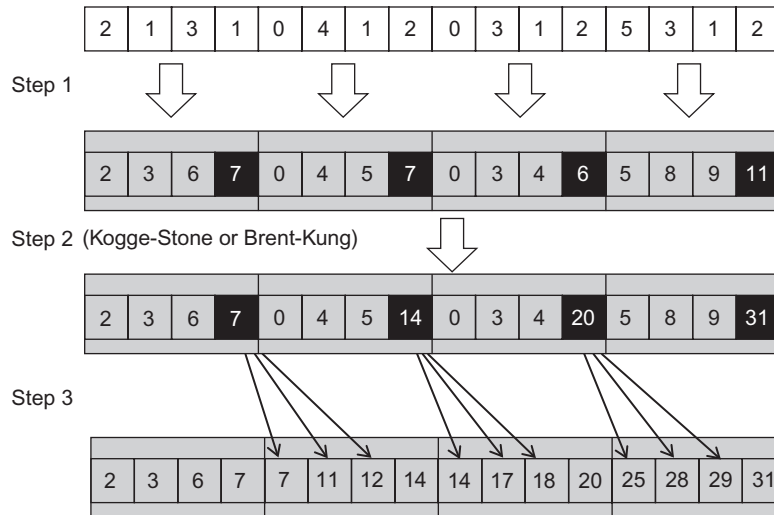 2 1 3 1 0 4 1 2 0 3 1 2 5 3 1 2
Step 1
2 3 6 7 0 4 5 7 0 3 4 6 5 8 9 11
Step 2 (Kogge-Stone or Brent-Kung)
2 3 6 7 0 4 5 14 0 3 4 20 5 8 9 31
Step 3
2 3 6 7 7 11 12 14 14 17 18 20 25 28 29 31